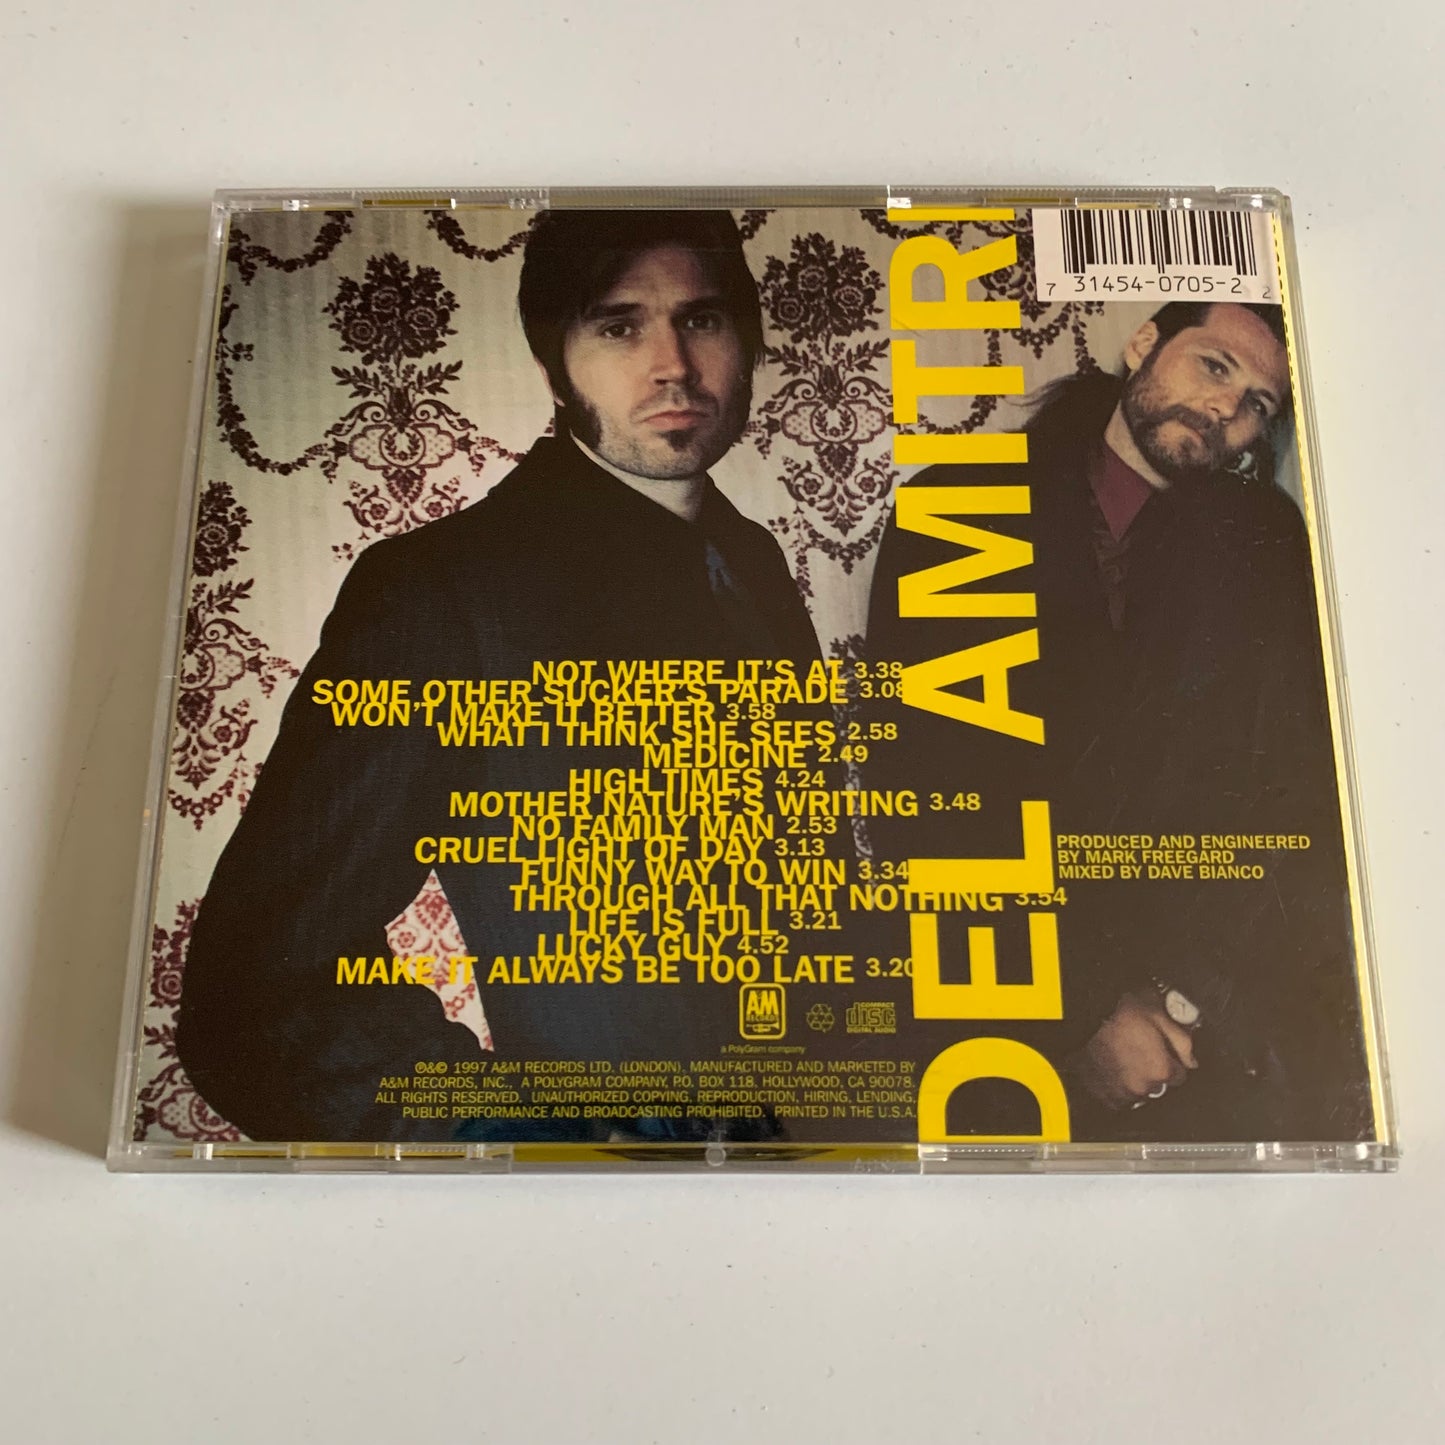 7 31454-0705-2 2
DEL AMITRI
NOT WHERE IT'S AT 3.38
SOME OTHER SUCKER'S PARADE 3.08
WON'T MAKE IT BETTER 3.58
WHAT I THINK SHE SEES 2.58
MEDICINE 2.49
HIGH TIMES 4.24
MOTHER NATURE'S WRITING 3.48
NO FAMILY MAN 2.53
CRUEL LIGHT OF DAY 3.13
FUNNY WAY TO WIN 3.34
THROUGH ALL THAT NOTHING 3.54
LIFE IS FULL 3.21
LUCKY GUY 4.52
MAKE IT ALWAYS BE TOO LATE 3.20
PRODUCED AND ENGINEERED
BY MARK FREEGARD
MIXED BY DAVE BIANCO
A&M
RECORDS
COMPACT
disc
DIGITAL AUDIO
a PolyGram company
℗&© 1997 A&M RECORDS LTD. (LONDON). MANUFACTURED AND MARKETED BY
A&M RECORDS, INC., A POLYGRAM COMPANY, P.O. BOX 118, HOLLYWOOD, CA 90078.
ALL RIGHTS RESERVED. UNAUTHORIZED COPYING, REPRODUCTION, HIRING, LENDING,
PUBLIC PERFORMANCE AND BROADCASTING PROHIBITED. PRINTED IN THE U.S.A.